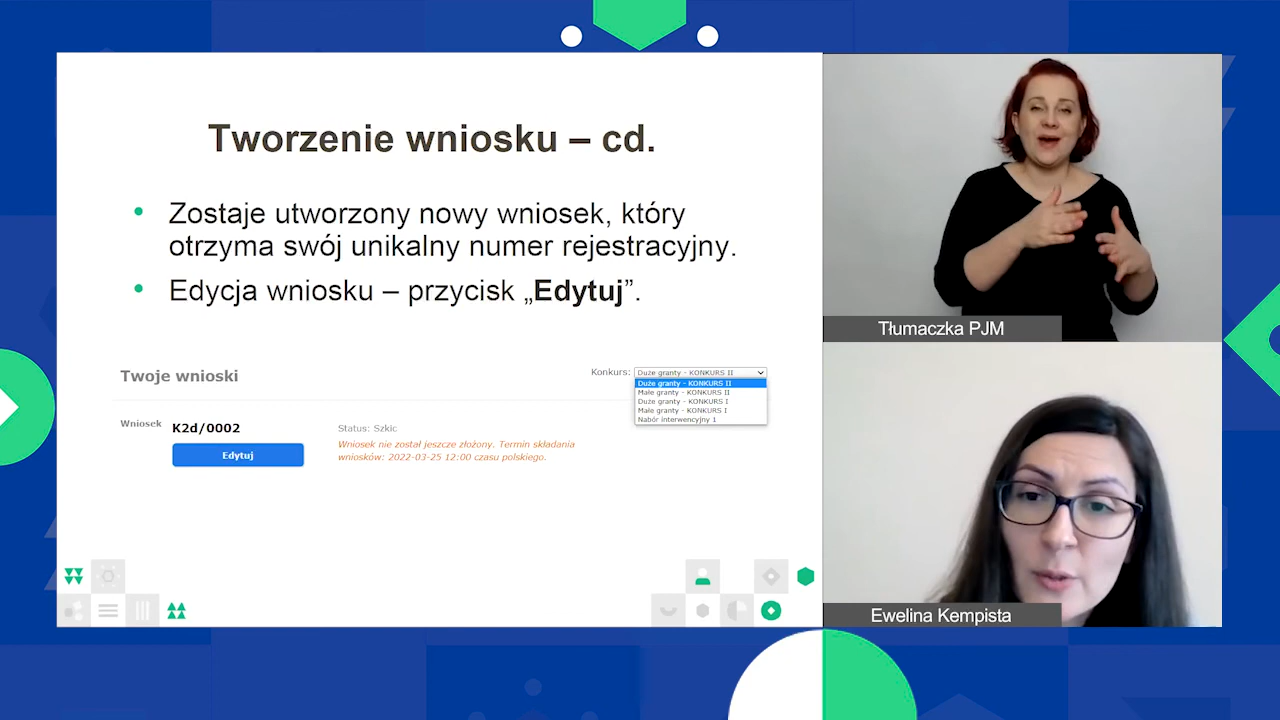 Tworzenie wniosku – cd.
• Zostaje utworzony nowy wniosek, który
otrzyma swój unikalny numer rejestracyjny.
• Edycja wniosku – przycisk „Edytuj”.
Twoje wnioski
Konkurs: Duże granty - KONKURS II
Duże granty - KONKURS II
Małe granty - KONKURS II
Duże granty - KONKURS I
Małe granty - KONKURS I
Nabór interwencyjny 1
Wniosek K2d/0002
Edytuj
Status: Szkic
Wniosek nie został jeszcze złożony. Termin składania
wniosków: 2022-03-25 12:00 czasu polskiego.
Tłumaczka PJM
Ewelina Kempista